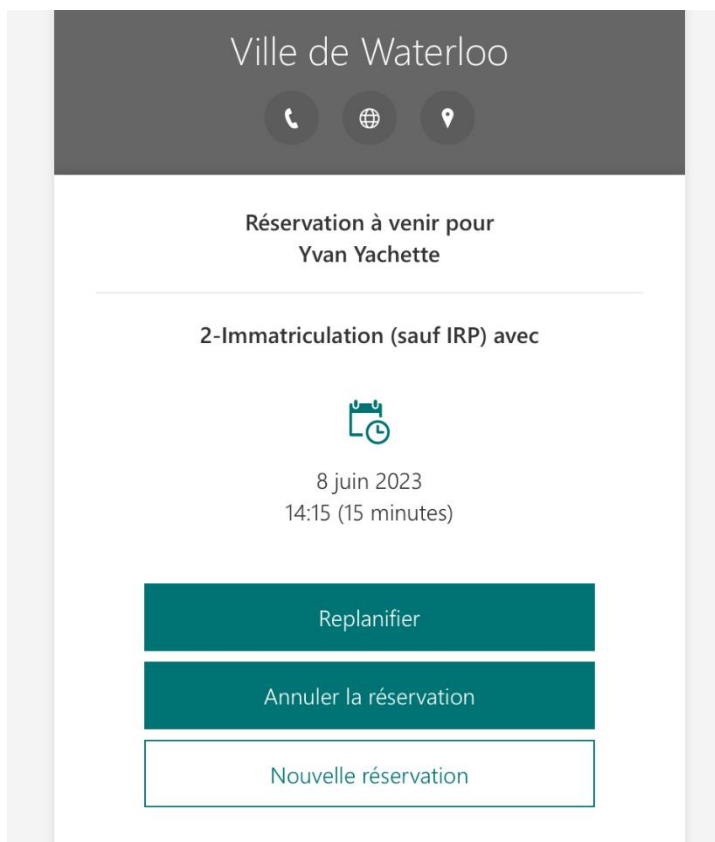 Ville de Waterloo
Réservation à venir pour
Yvan Yachette
2-Immatriculation (sauf IRP) avec
8 juin 2023
14:15 (15 minutes)
Replanifier
Annuler la réservation
Nouvelle réservation